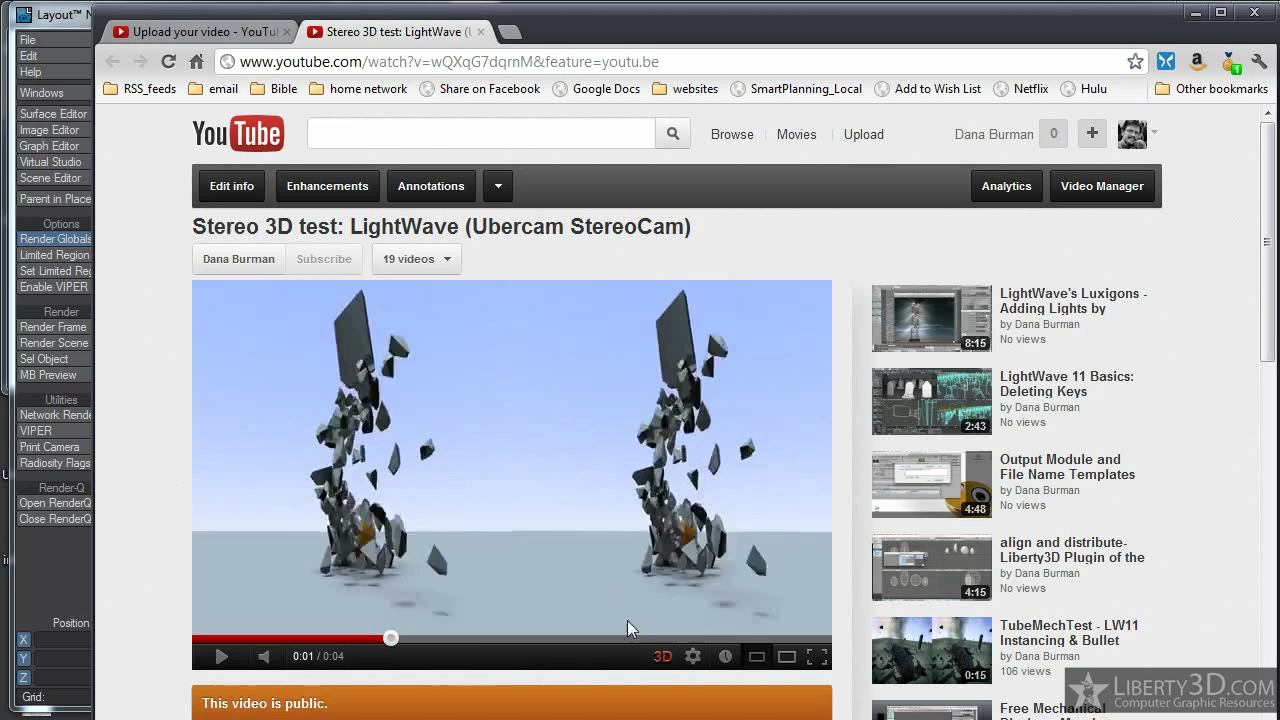 Layout™ N
File
Edit
Help
Windows
Surface Editor
Image Editor
Graph Editor
Virtual Studio
Scene Editor
Parent in Place
Options
Render Globals
Limited Region
Set Limited Reg
Enable VIPER
Render
Render Frame
Render Scene
Sel Object
MB Preview
Utilities
Network Rende
VIPER
Print Camera
Radiosity Flags
Render-Q
Open RenderQ
Close RenderQ
Position
X
Y
Z
Grid:
Upload your video - YouTu
Stereo 3D test: LightWave (U
www.youtube.com/watch?v=wQXqG7dqrnM&feature=youtu.be
1
RSS_feeds email Bible home network Share on Facebook Google Docs websites SmartPlanning_Local Add to Wish List Netflix Hulu Other bookmarks
YouTube Browse Movies Upload Dana Burman 0 +
Edit info Enhancements Annotations Analytics Video Manager
Stereo 3D test: LightWave (Ubercam StereoCam)
Dana Burman Subscribe 19 videos
0:01 / 0:04 3D
This video is public.
LightWave's Luxigons -
Adding Lights by
by Dana Burman
No views
8:15
LightWave 11 Basics:
Deleting Keys
by Dana Burman
No views
2:43
Output Module and
File Name Templates
by Dana Burman
No views
4:48
align and distribute-
Liberty3D Plugin of the
by Dana Burman
No views
4:15
TubeMechTest - LW11
Instancing & Bullet
by Dana Burman
106 views
0:15
Free Mechanical
LIBERTY3D.COM
Computer Graphic Resources